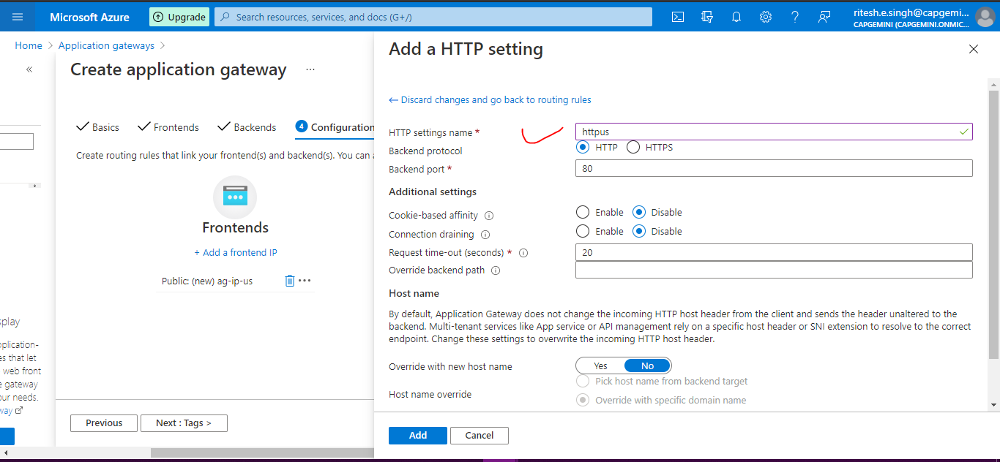 Microsoft Azure
Upgrade
Search resources, services, and docs (G+/)
ritesh.e.singh@capgemi...
CAPGEMINI (CAPGEMINI.ONMIC...
Home > Application gateways >
Create application gateway ...
Basics
Frontends
Backends
4 Configuration
Create routing rules that link your frontend(s) and backend(s). You can a
Frontends
+ Add a frontend IP
Public: (new) ag-ip-us
splay
pplication-
es that let
web front
e gateway
our needs.
way
Previous
Next : Tags >
Add a HTTP setting
← Discard changes and go back to routing rules
HTTP settings name *
httpus
Backend protocol
HTTP
HTTPS
Backend port *
80
Additional settings
Cookie-based affinity
Enable
Disable
Connection draining
Enable
Disable
Request time-out (seconds) *
20
Override backend path
Host name
By default, Application Gateway does not change the incoming HTTP host header from the client and sends the header unaltered to the
backend. Multi-tenant services like App service or API management rely on a specific host header or SNI extension to resolve to the correct
endpoint. Change these settings to overwrite the incoming HTTP host header.
Override with new host name
Yes
No
Pick host name from backend target
Host name override
Override with specific domain name
Add
Cancel